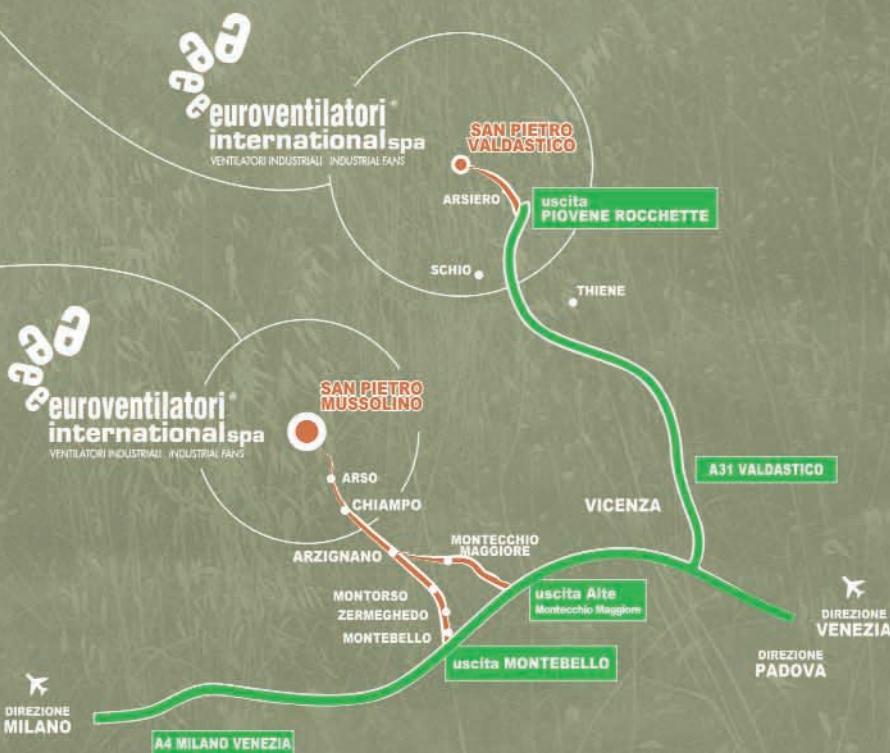 euroventilatori®
internationalspa
VENTILATORI INDUSTRIALI INDUSTRIAL FANS
SAN PIETRO
VALDASTICO
ARSIERO
uscita
PIOVENE ROCCHETTE
SCHIO
THIENE
euroventilatori®
internationalspa
VENTILATORI INDUSTRIALI INDUSTRIAL FANS
SAN PIETRO
MUSSOLINO
ARSO
CHIAMPO
A31 VALDASTICO
VICENZA
ARZIGNANO
MONTECCHIO
MAGGIORE
MONTORSO
ZERMEGHEDO
MONTEBELLO
uscita Alte
Montecchio Maggiore
uscita MONTEBELLO
DIREZIONE
VENEZIA
DIREZIONE
PADOVA
DIREZIONE
MILANO
A4 MILANO VENEZIA